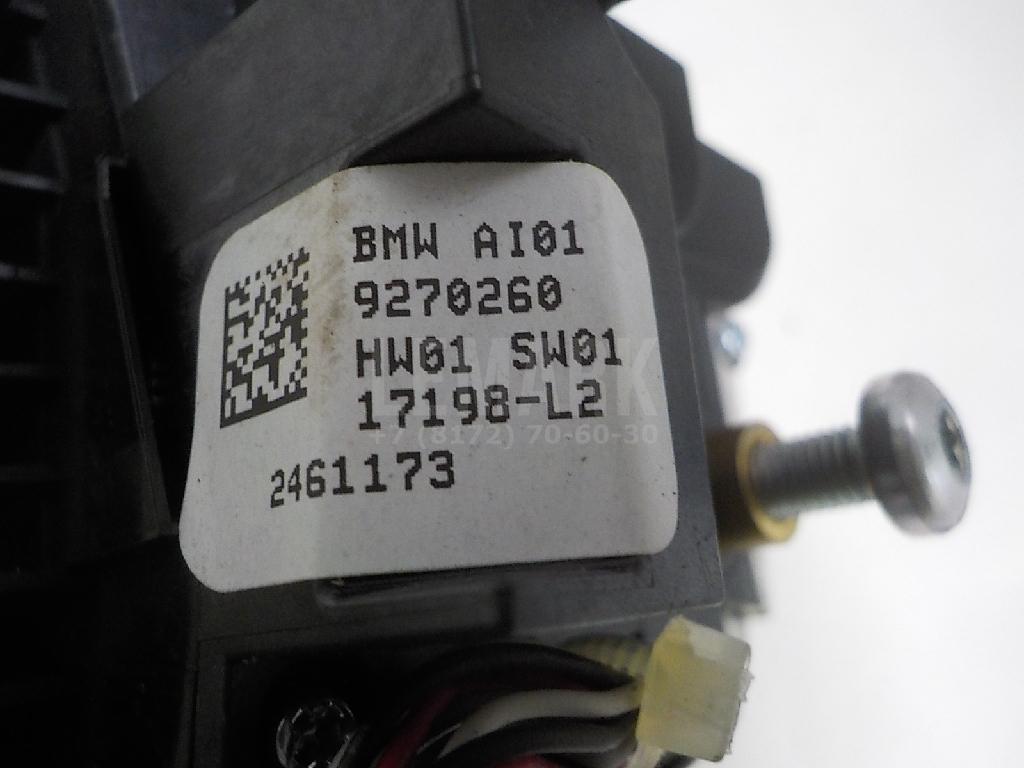 BMW AI01
9270260
HW01 SW01
17198-L2
+7 (8172) 70-60-30
2461173